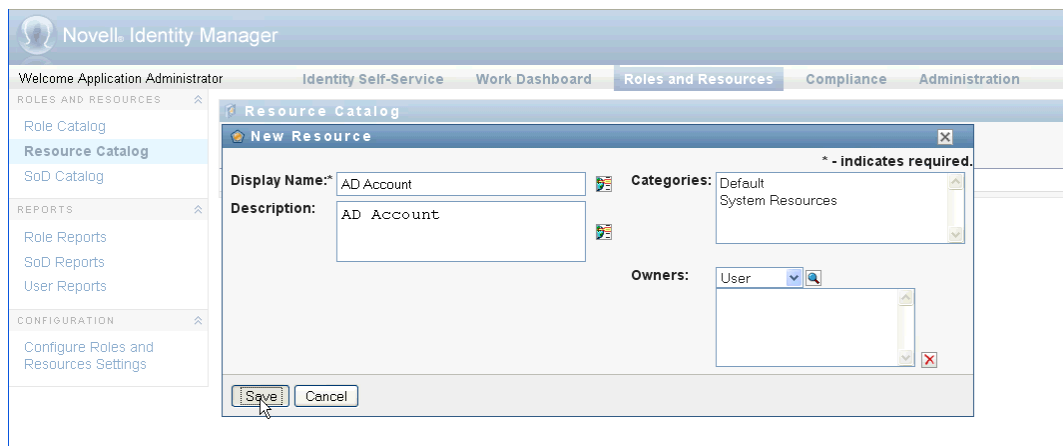 Novell® Identity Manager
Welcome Application Administrator
Identity Self-Service Work Dashboard Roles and Resources Compliance Administration
ROLES AND RESOURCES
Role Catalog
Resource Catalog
SoD Catalog
REPORTS
Role Reports
SoD Reports
User Reports
CONFIGURATION
Configure Roles and
Resources Settings
Resource Catalog
New Resource
* - indicates required.
Display Name:* AD Account
Description: AD Account
Categories: Default
System Resources
Owners: User
Save Cancel